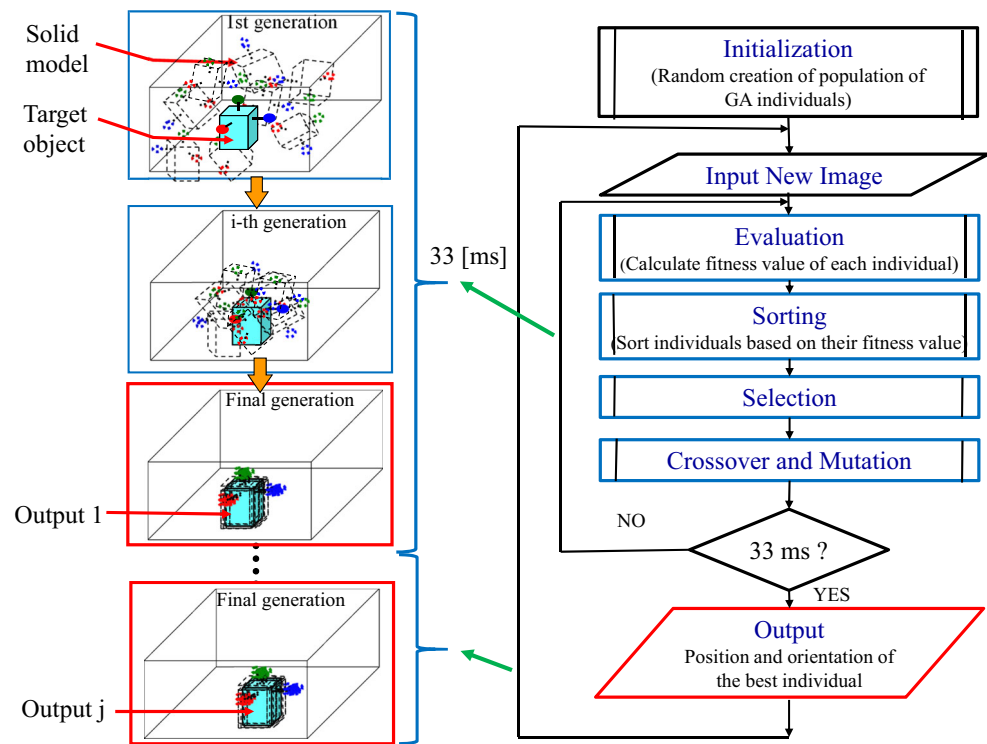 1st generation
Solid
model
Target
object
i-th generation
33 [ms]
Final generation
Output 1
Final generation
Output j
Initialization
(Random creation of population of
GA individuals)
Input New Image
Evaluation
(Calculate fitness value of each individual)
Sorting
(Sort individuals based on their fitness value)
Selection
Crossover and Mutation
NO
33 ms ?
YES
Output
Position and orientation of
the best individual